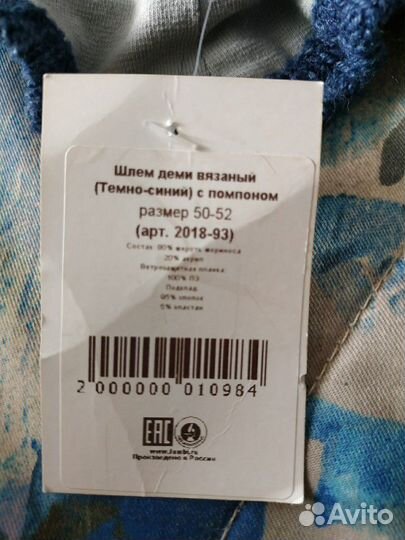 Шлем деми вязаный
(Темно-синий) с помпоном
размер 50-52
(арт. 2018-93)
Состав: 80% шерсть мериноса
20% акрил
Ветрозащитная пленка:
100% ПЭ
Подклад:
95% хлопок
5% эластан
2 000000 010984
EAC
Произведено в России
Avito